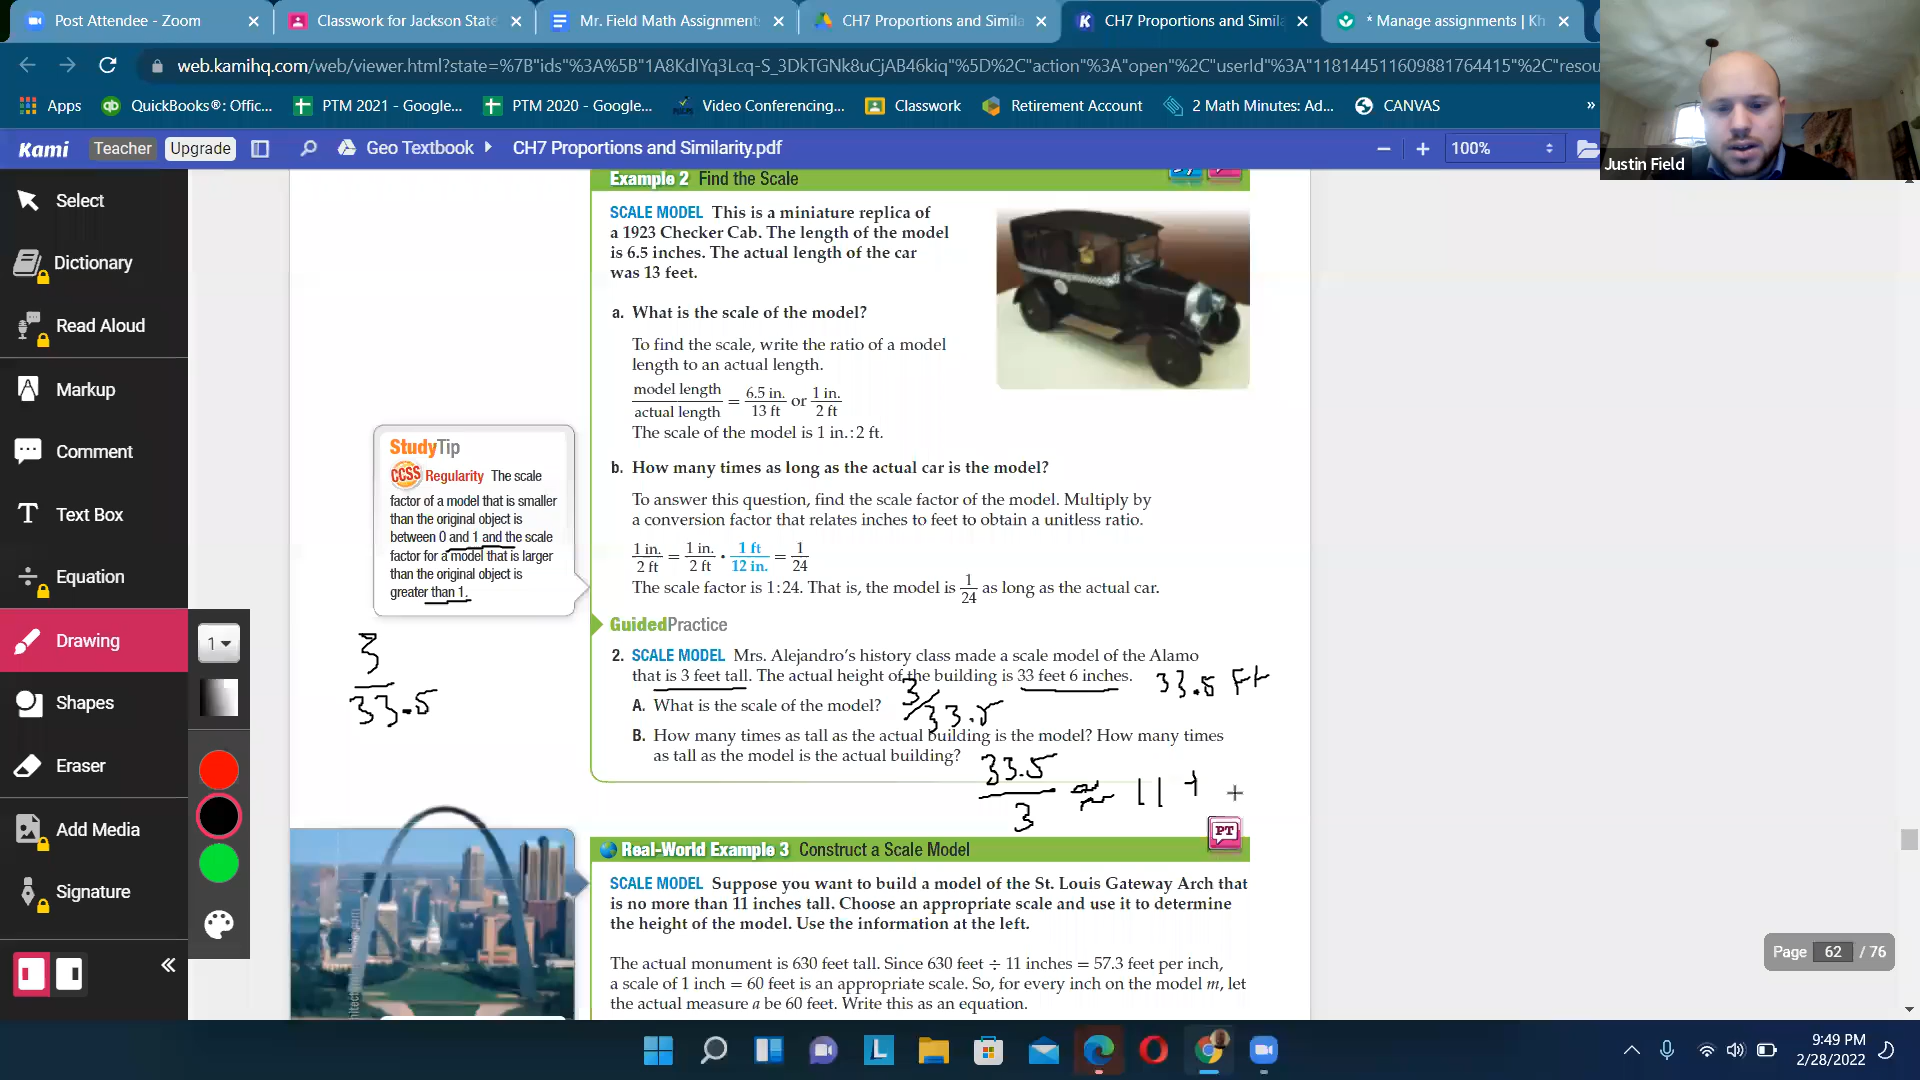 Post Attendee - Zoom
Classwork for Jackson State
Mr. Field Math Assignment
CH7 Proportions and Simila
CH7 Proportions and Simila
* Manage assignments | Kh
web.kamihq.com/web/viewer.html?state=%7B"ids"%3A%5B"1A8KdIYq3Lcq-S_3DkTGNk8uCjAB46kiq"%5D%2C"action"%3A"open"%2C"userId"%3A"118144511609881764415"%2C"resou
Apps
QuickBooks®: Offic...
PTM 2021 - Google...
PTM 2020 - Google...
Video Conferencing...
Classwork
Retirement Account
2 Math Minutes: Ad...
CANVAS
»
Kami
Teacher
Upgrade
Geo Textbook
CH7 Proportions and Similarity.pdf
100%
Justin Field
Select
Dictionary
Read Aloud
Markup
Comment
Text Box
Equation
Drawing
Shapes
Eraser
Add Media
Signature
1
Example 2 Find the Scale
SCALE MODEL This is a miniature replica of
a 1923 Checker Cab. The length of the model
is 6.5 inches. The actual length of the car
was 13 feet.
a. What is the scale of the model?
To find the scale, write the ratio of a model
length to an actual length.
model length / actual length = 6.5 in. / 13 ft or 1 in. / 2 ft
The scale of the model is 1 in.:2 ft.
b. How many times as long as the actual car is the model?
To answer this question, find the scale factor of the model. Multiply by
a conversion factor that relates inches to feet to obtain a unitless ratio.
1 in. / 2 ft = 1 in. / 2 ft • 1 ft / 12 in. = 1 / 24
The scale factor is 1:24. That is, the model is 1/24 as long as the actual car.
StudyTip
CCSS Regularity The scale
factor of a model that is smaller
than the original object is
between 0 and 1 and the scale
factor for a model that is larger
than the original object is
greater than 1.
3
33.5
GuidedPractice
2. SCALE MODEL Mrs. Alejandro's history class made a scale model of the Alamo
that is 3 feet tall. The actual height of the building is 33 feet 6 inches.
33.5 Ft
A. What is the scale of the model?
3/33.5
B. How many times as tall as the actual building is the model? How many times
as tall as the model is the actual building?
33.5 / 3 ≈ 11 +
PT
Real-World Example 3 Construct a Scale Model
SCALE MODEL Suppose you want to build a model of the St. Louis Gateway Arch that
is no more than 11 inches tall. Choose an appropriate scale and use it to determine
the height of the model. Use the information at the left.
The actual monument is 630 feet tall. Since 630 feet ÷ 11 inches = 57.3 feet per inch,
a scale of 1 inch = 60 feet is an appropriate scale. So, for every inch on the model m, let
the actual measure a be 60 feet. Write this as an equation.
Page 62 / 76
9:49 PM
2/28/2022